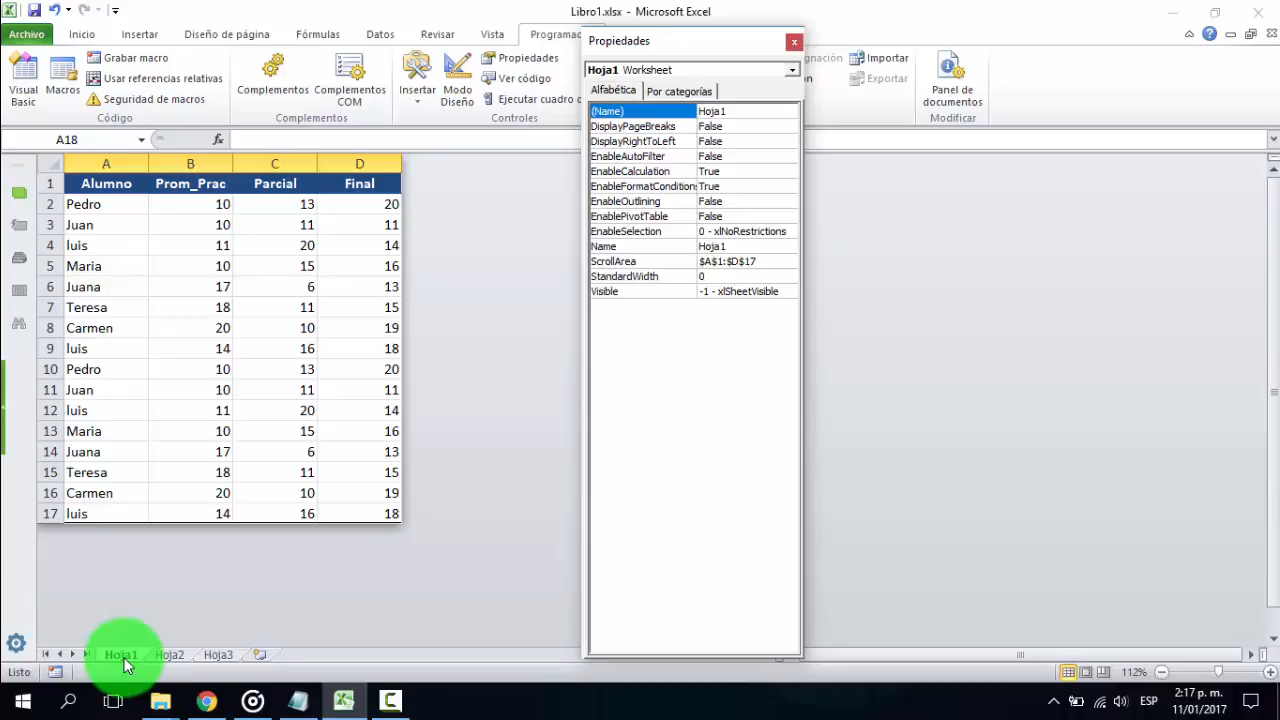 Libro1.xlsx - Microsoft Excel
Archivo Inicio Insertar Diseño de página Fórmulas Datos Revisar Vista Programa
Visual Basic
Macros
Grabar macro
Usar referencias relativas
Seguridad de macros
Código
Complementos
Complementos COM
Complementos
Insertar
Modo Diseño
Propiedades
Ver código
Ejecutar cuadro
Controles
Importar
Exportar
Panel de documentos
Modificar
A18 fx
Propiedades
Hoja1 Worksheet
Alfabética Por categorías
(Name) Hoja1
DisplayPageBreaks False
DisplayRightToLeft False
EnableAutoFilter False
EnableCalculation True
EnableFormatConditions True
EnableOutlining False
EnablePivotTable False
EnableSelection 0 - xlNoRestrictions
Name Hoja1
ScrollArea $A$1:$D$17
StandardWidth 0
Visible -1 - xlSheetVisible
A B C D
1 Alumno Prom_Prac Parcial Final
2 Pedro 10 13 20
3 Juan 10 11 11
4 luis 11 20 14
5 Maria 10 15 16
6 Juana 17 6 13
7 Teresa 18 11 15
8 Carmen 20 10 19
9 luis 14 16 18
10 Pedro 10 13 20
11 Juan 10 11 11
12 luis 11 20 14
13 Maria 10 15 16
14 Juana 17 6 13
15 Teresa 18 11 15
16 Carmen 20 10 19
17 luis 14 16 18
Hoja1 Hoja2 Hoja3
Listo 112%
ESP 2:17 p. m.
11/01/2017